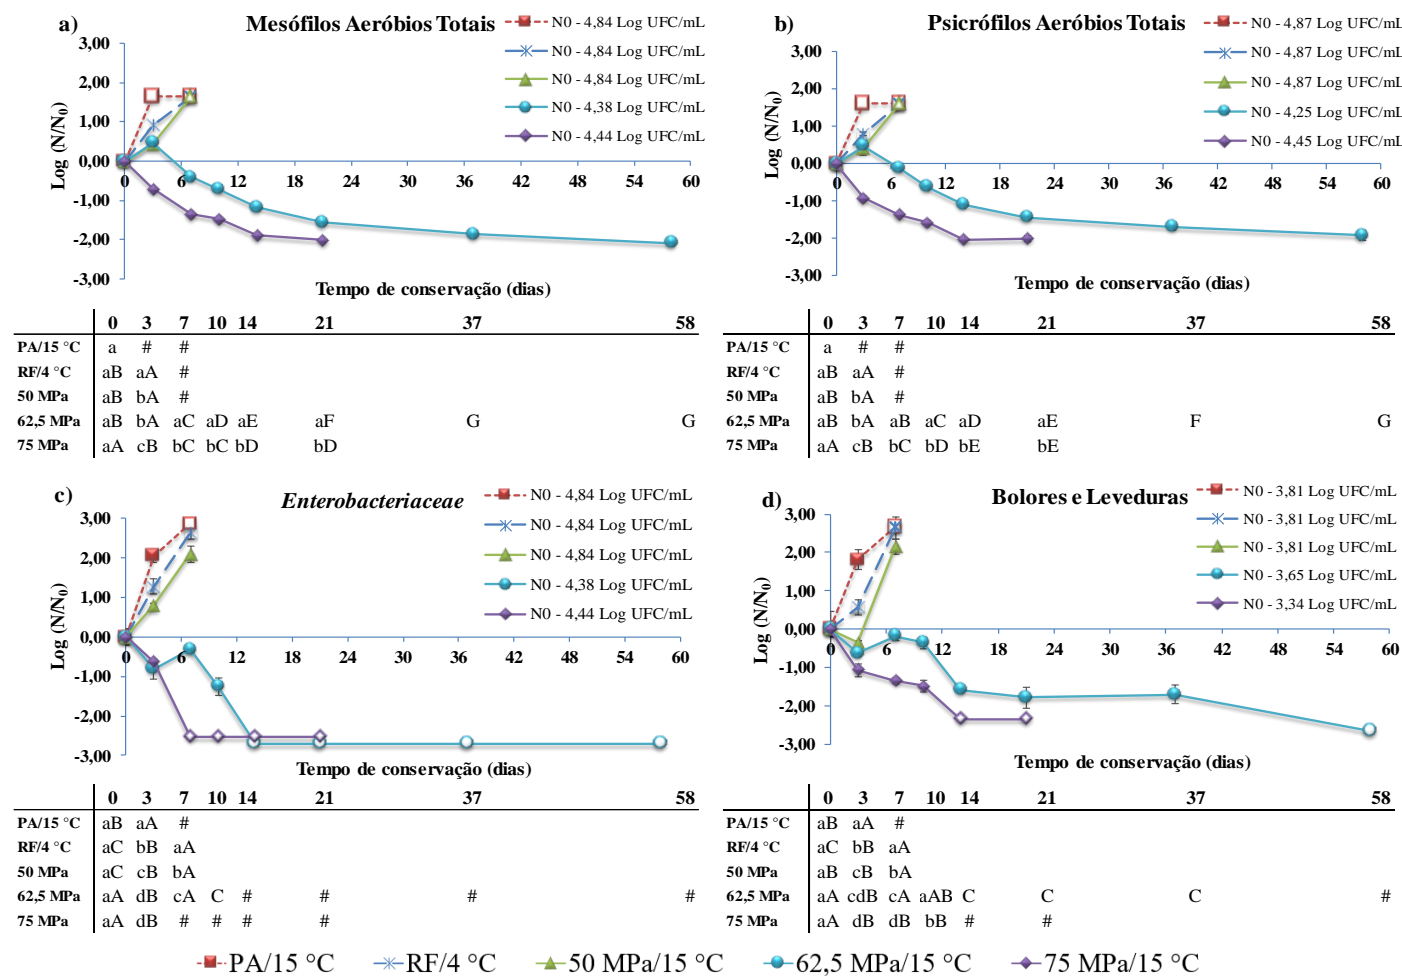 a)
Mesófilos Aeróbios Totais
N0 - 4,84 Log UFC/mL
N0 - 4,84 Log UFC/mL
N0 - 4,84 Log UFC/mL
N0 - 4,38 Log UFC/mL
N0 - 4,44 Log UFC/mL
3,00
2,00
1,00
0,00
-1,00
-2,00
-3,00
Log (N/N0)
0 6 12 18 24 30 36 42 48 54 60
Tempo de conservação (dias)
0 3 7 10 14 21 37 58
PA/15 °C a # #
RF/4 °C aB aA #
50 MPa aB bA #
62,5 MPa aB bA aC aD aE aF G G
75 MPa aA cB bC bC bD bD
b)
Psicrófilos Aeróbios Totais
N0 - 4,87 Log UFC/mL
N0 - 4,87 Log UFC/mL
N0 - 4,87 Log UFC/mL
N0 - 4,25 Log UFC/mL
N0 - 4,45 Log UFC/mL
3,00
2,00
1,00
0,00
-1,00
-2,00
-3,00
Log (N/N0)
0 6 12 18 24 30 36 42 48 54 60
Tempo de conservação (dias)
0 3 7 10 14 21 37 58
PA/15 °C a # #
RF/4 °C aB aA #
50 MPa aB bA #
62,5 MPa aB bA aB aC aD aE F G
75 MPa aA cB bC bD bE bE
c)
Enterobacteriaceae
N0 - 4,84 Log UFC/mL
N0 - 4,84 Log UFC/mL
N0 - 4,84 Log UFC/mL
N0 - 4,38 Log UFC/mL
N0 - 4,44 Log UFC/mL
3,00
2,00
1,00
0,00
-1,00
-2,00
-3,00
Log (N/N0)
0 6 12 18 24 30 36 42 48 54 60
Tempo de conservação (dias)
0 3 7 10 14 21 37 58
PA/15 °C aB aA #
RF/4 °C aC bB aA
50 MPa aC cB bA
62,5 MPa aA dB cA C # # # #
75 MPa aA dB # # # #
d)
Bolores e Leveduras
N0 - 3,81 Log UFC/mL
N0 - 3,81 Log UFC/mL
N0 - 3,81 Log UFC/mL
N0 - 3,65 Log UFC/mL
N0 - 3,34 Log UFC/mL
3,00
2,00
1,00
0,00
-1,00
-2,00
-3,00
Log (N/N0)
0 6 12 18 24 30 36 42 48 54 60
Tempo de conservação (dias)
0 3 7 10 14 21 37 58
PA/15 °C aB aA #
RF/4 °C aC bB aA
50 MPa aB cB bA
62,5 MPa aA cdB cA aAB C C C #
75 MPa aA dB dB bB # #
PA/15 °C RF/4 °C 50 MPa/15 °C 62,5 MPa/15 °C 75 MPa/15 °C